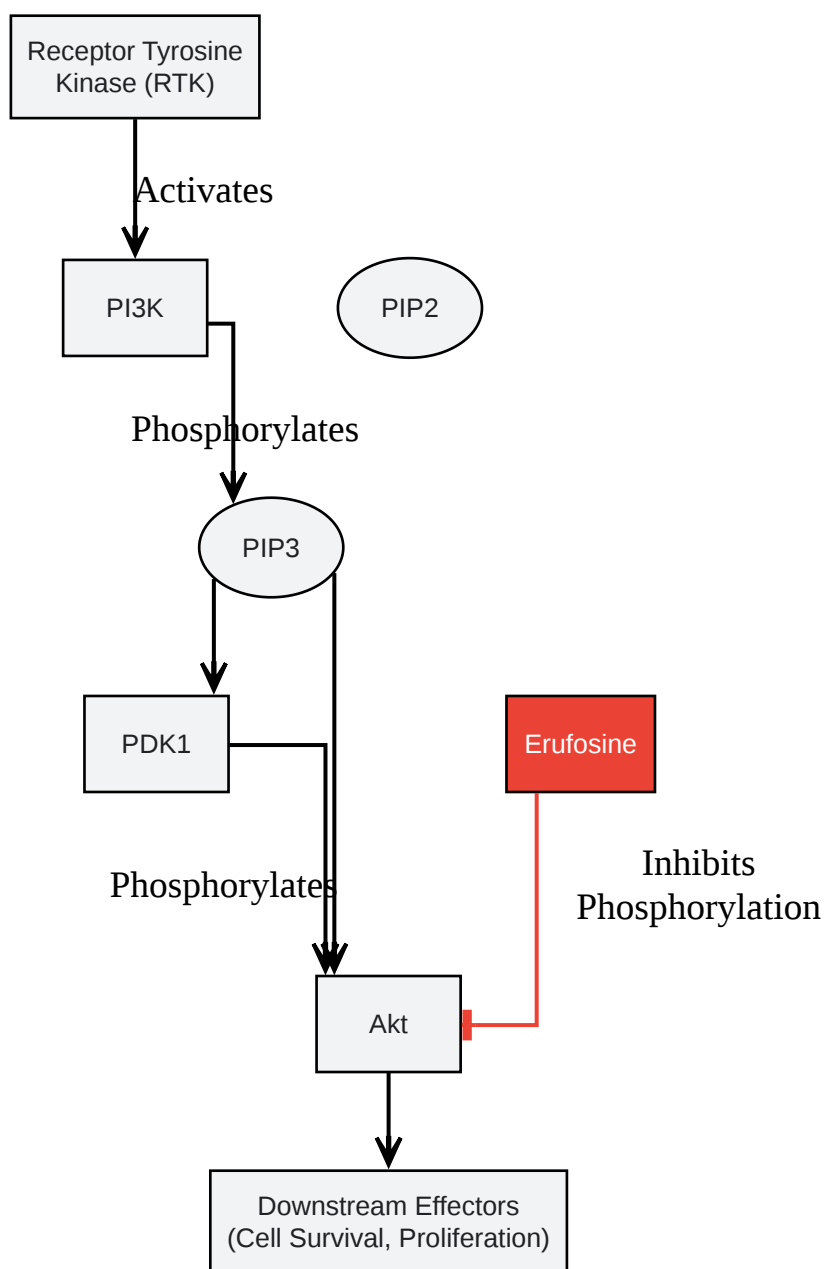 Receptor Tyrosine
Kinase (RTK)
Activates
PI3K
PIP2
Phosphorylates
PIP3
PDK1
Erufosine
Phosphorylates
Inhibits
Phosphorylation
Akt
Downstream Effectors
(Cell Survival, Proliferation)